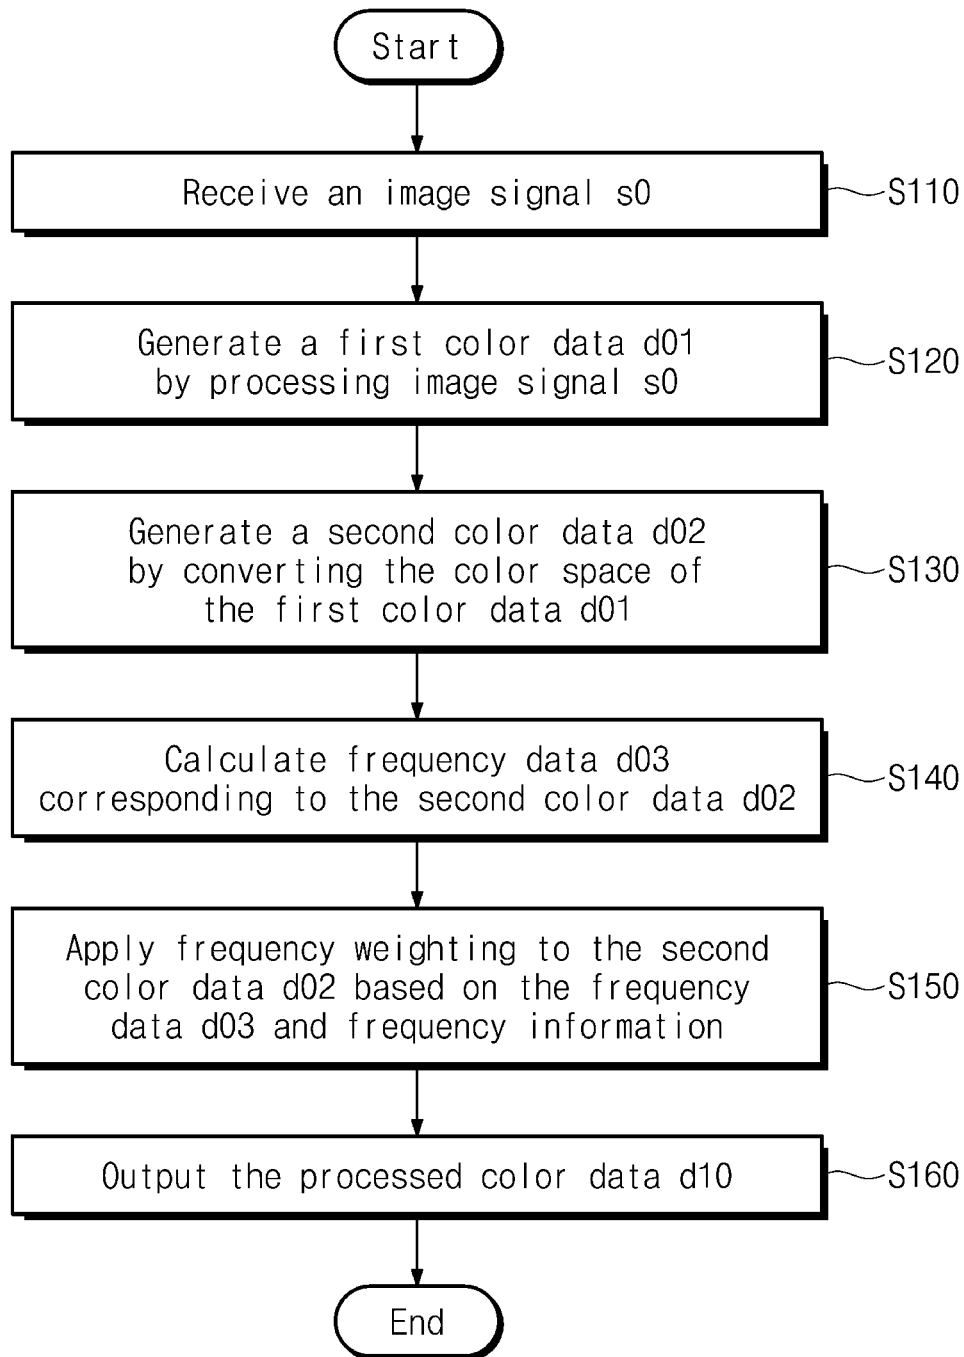 Start
Receive an image signal s0
S110
Generate a first color data d01
by processing image signal s0
S120
Generate a second color data d02
by converting the color space of
the first color data d01
S130
Calculate frequency data d03
corresponding to the second color data d02
S140
Apply frequency weighting to the second
color data d02 based on the frequency
data d03 and frequency information
S150
Output the processed color data d10
S160
End